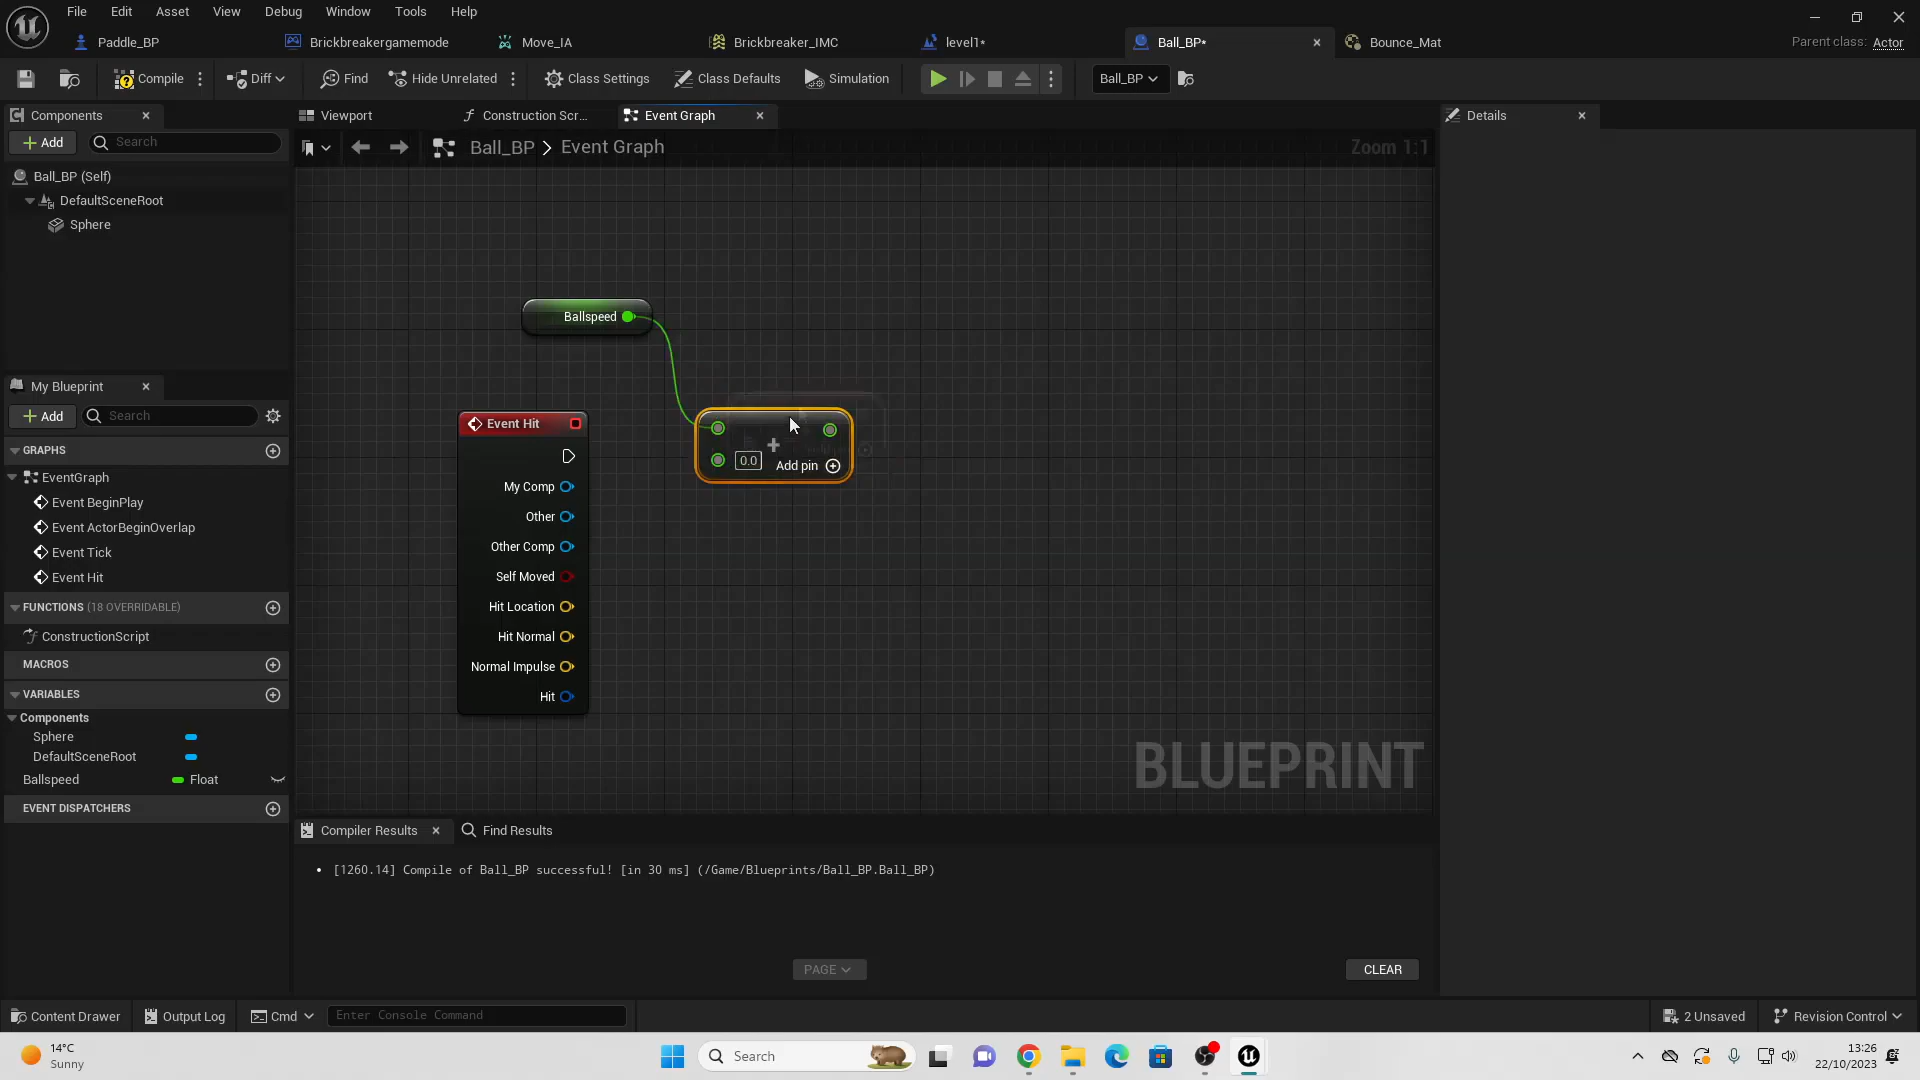 File Edit Asset View Debug Window Tools Help
Paddle_BP Brickbreakergamemode Move_IA Brickbreaker_IMC level1* Ball_BP* Bounce_Mat Parent class: Actor
Compile Diff Find Hide Unrelated Class Settings Class Defaults Simulation Ball_BP
Components Viewport Construction Scr... Event Graph Details
Add Search Ball_BP > Event Graph Zoom 1:1
Ball_BP (Self)
DefaultSceneRoot
Sphere
Ballspeed
My Blueprint
Add Search
Event Hit
0.0 Add pin
My Comp
Other
Other Comp
Self Moved
Hit Location
Hit Normal
Normal Impulse
Hit
GRAPHS
EventGraph
Event BeginPlay
Event ActorBeginOverlap
Event Tick
Event Hit
FUNCTIONS (18 OVERRIDABLE)
ConstructionScript
MACROS
VARIABLES
Components
Sphere
DefaultSceneRoot
Ballspeed Float
EVENT DISPATCHERS
BLUEPRINT
Compiler Results Find Results
[1260.14] Compile of Ball_BP successful! [in 30 ms] (/Game/Blueprints/Ball_BP.Ball_BP)
PAGE CLEAR
Content Drawer Output Log Cmd Enter Console Command 2 Unsaved Revision Control
14°C
Sunny
Search
13:26
22/10/2023